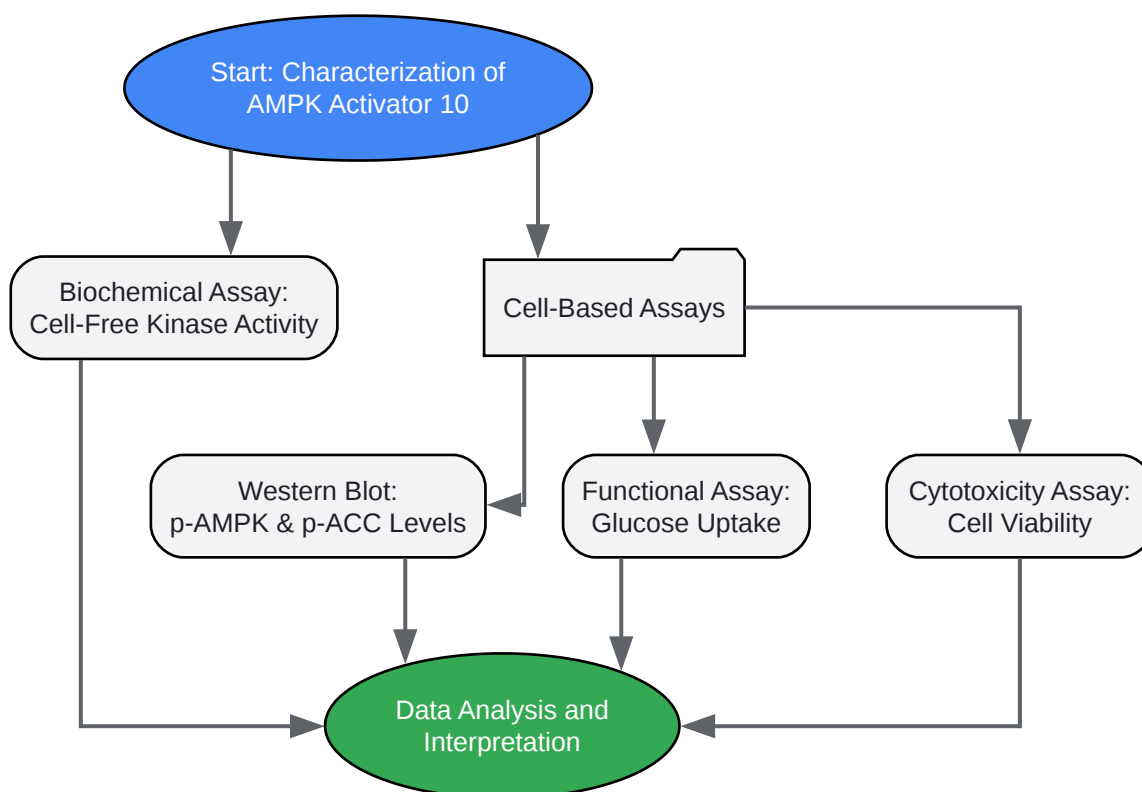 Start: Characterization of
AMPK Activator 10
Biochemical Assay:
Cell-Free Kinase Activity
Cell-Based Assays
Western Blot:
p-AMPK & p-ACC Levels
Functional Assay:
Glucose Uptake
Cytotoxicity Assay:
Cell Viability
Data Analysis and
Interpretation